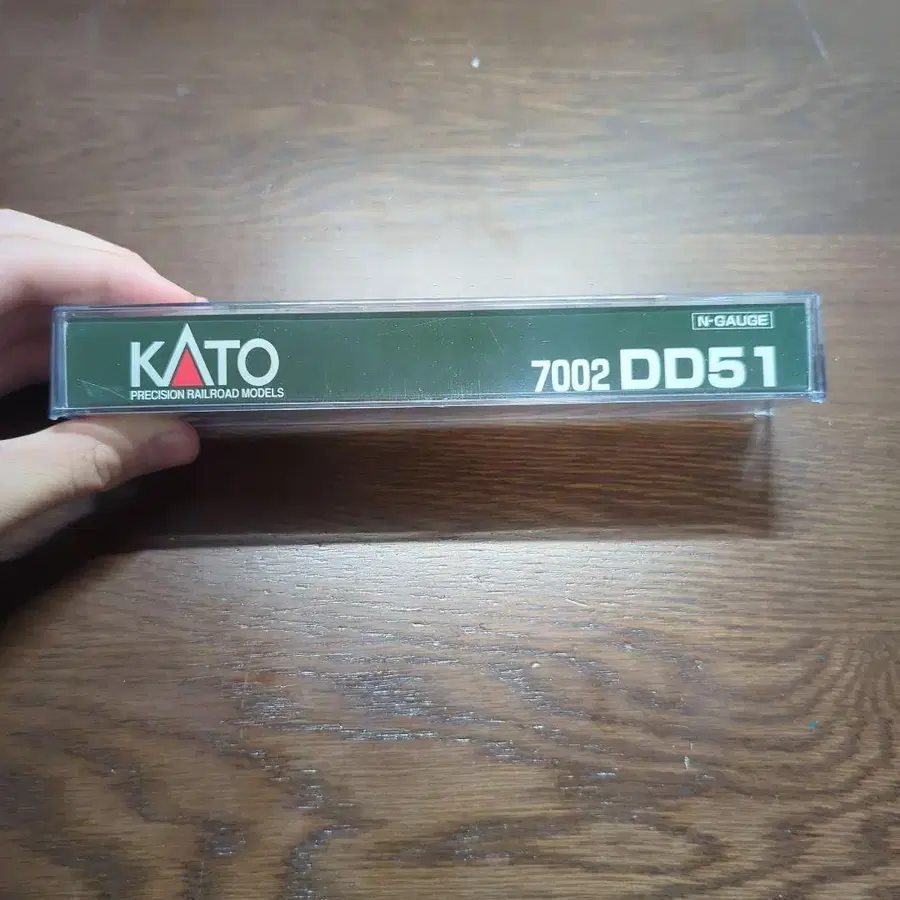 KATO
PRECISION RAILROAD MODELS
N-GAUGE
7002 DD51